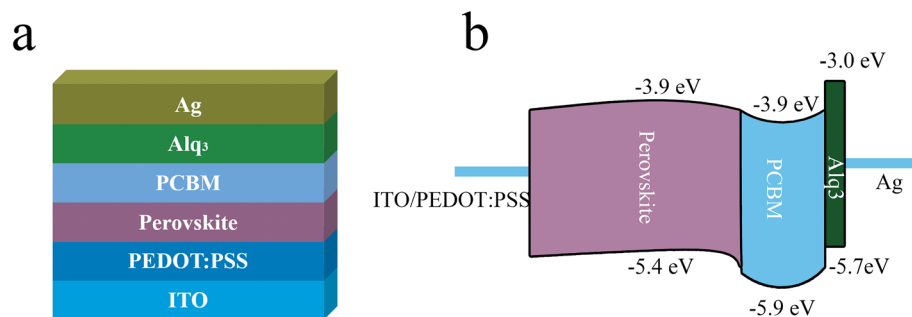 a
Ag
Alq₃
PCBM
Perovskite
PEDOT:PSS
ITO
b
-3.0 eV
-3.9 eV
-3.9 eV
ITO/PEDOT:PSS
Perovskite
PCBM
Alq3
Ag
-5.4 eV
-5.7eV
-5.9 eV